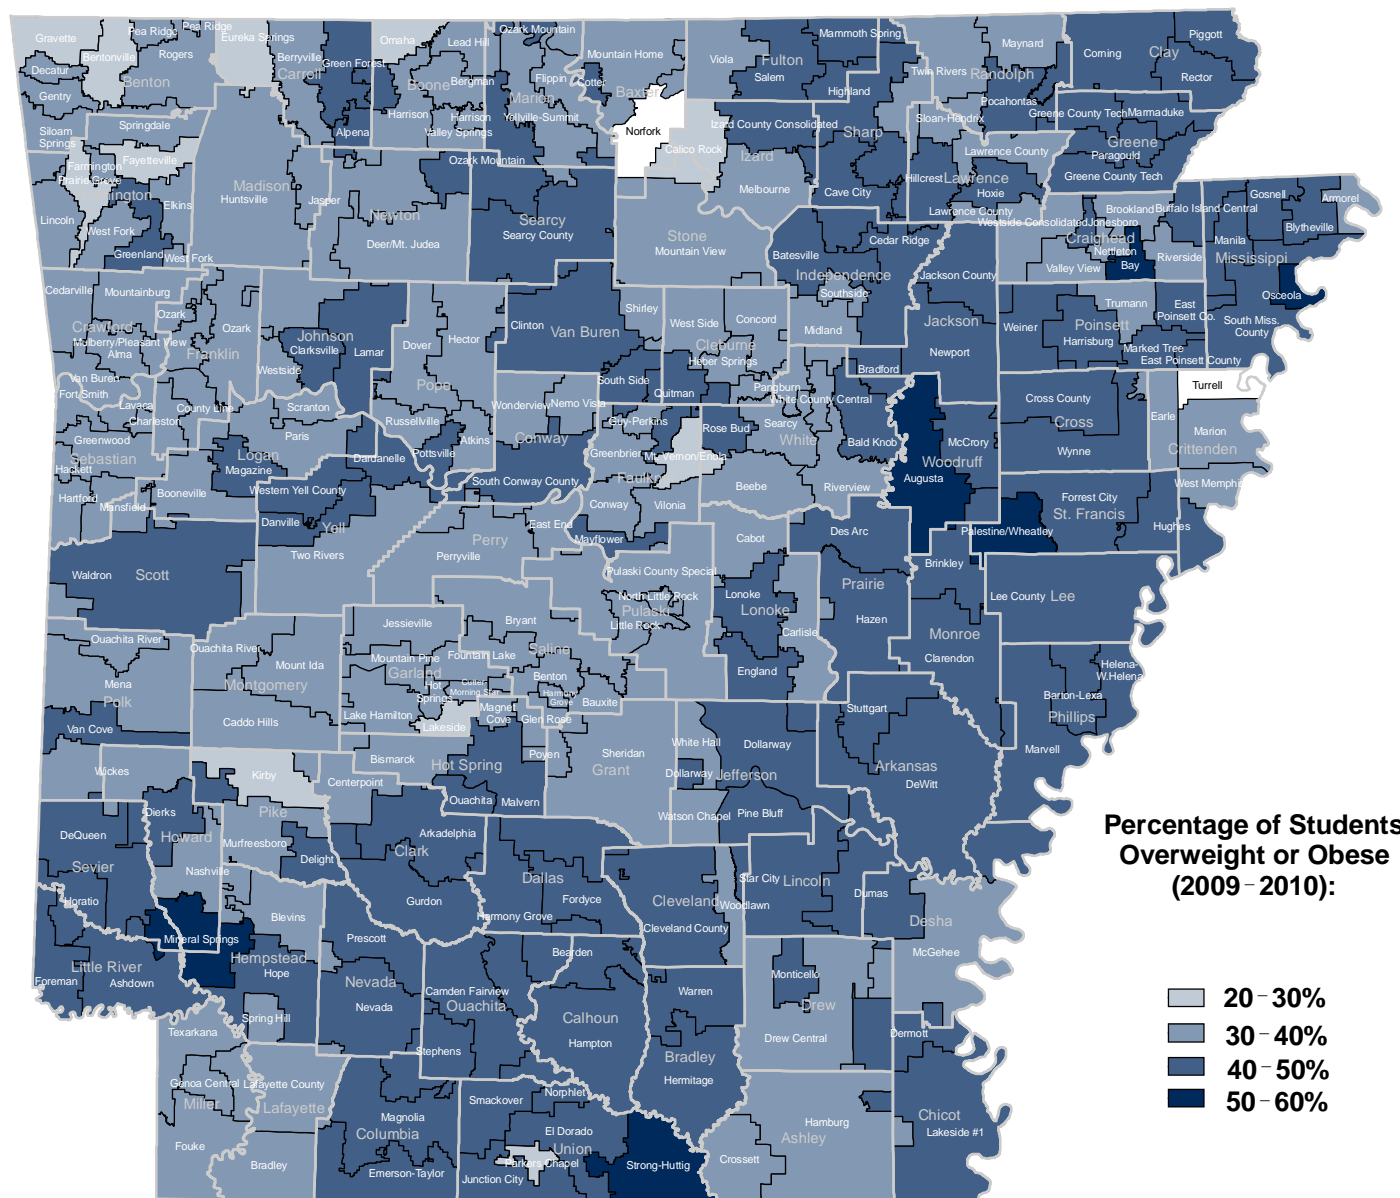 Gravette
Pea Ridge
Pea Ridge
Eureka Springs
Omaha
Lead Hill
Ozark Mountain
Mountain Home
Viola
Mammoth Spring
Maynard
Corning
Clay
Piggott
Bentonville
Rogers
Berryville
Carroll
Green Forest
Decatur
Benton
Gentry
Boone
Bergman
Flippin
Marion
Cotter
Baxter
Fulton
Salem
Highland
Twin Rivers
Randolph
Pocahontas
Rector
Siloam
Springs
Springdale
Alpena
Harrison
Harrison
Valley Springs
Yollville-Summit
Norfork
Calico Rock
Izard County Consolidated
Sharp
Sloan-Hendrix
Greene County Tech
Marmaduke
Greene
Paragould
Greene County Tech
Fayetteville
Farmington
Prairie Grove
Ozark Mountain
Izard
Melbourne
Cave City
Lawrence County
Hillcrest
Lawrence
Hoxie
Lawrence County
Madison
Huntsville
Jasper
Newton
Deer/Mt. Judea
Searcy
Searcy County
Stone
Mountain View
Batesville
Cedar Ridge
Independence
Southside
Lincoln
Elkins
West Fork
Greenland
West Fork
Westside Consolidated
Jonesboro
Brookland
Buffalo Island Central
Craighead
Nettleton
Bay
Valley View
Riverside
Gosnell
Armorel
Blytheville
Manila
Mississippi
Osceola
South Miss.
County
Cedarville
Mountainburg
Ozark
Crawford
Mulberry/Pleasant View
Alma
Van Buren
Fort Smith
Ozark
Franklin
Johnson
Clarksville
Lamar
Westside
Dover
Hector
Pope
Clinton
Van Buren
Shirley
West Side
Concord
Cleburne
Heber Springs
Midland
Jackson County
Jackson
Newport
Weiner
Poinsett
Harrisburg
Trumann
East
Poinsett Co.
Marked Tree
East Poinsett County
Turrell
Lavaca
Charleston
County Line
Scranton
Paris
Greenwood
Sebastian
Hackett
Hartford
Mansfield
Logan
Magazine
Booneville
Russellville
Atkins
Pottsville
Dardanelle
Wonderview
Nemo Vista
Conway
South Conway County
South Side
Quitman
Guy-Perkins
Greenbrier
Mt. Vernon/Enola
Faulkner
Conway
Vilonia
Rose Bud
Pangburn
White County Central
Searcy
White
Bradford
Bald Knob
Beebe
Riverview
McCrory
Woodruff
Augusta
Cross County
Cross
Wynne
Earle
Marion
Crittenden
West Memphis
Forrest City
St. Francis
Palestine/Wheatley
Hughes
Western Yell County
Danville
Yell
Two Rivers
Perry
Perryville
East End
Mayflower
Cabot
Des Arc
Brinkley
Waldron
Scott
Pulaski County Special
North Little Rock
Pulaski
Little Rock
Lonoke
Lonoke
Carlisle
England
Prairie
Hazen
Monroe
Clarendon
Lee County
Lee
Ouachita River
Ouachita River
Mena
Polk
Van Cove
Mount Ida
Montgomery
Caddo Hills
Jessieville
Mountain Pine
Fountain Lake
Garland
Hot
Springs
Cutter
Morning Star
Lake Hamilton
Lakeside
Magnet
Cove
Bryant
Saline
Benton
Harmony
Grove
Bauxite
Glen Rose
Helena-
W.Helena
Barton-Lexa
Phillips
Marvell
Wickes
Kirby
Bismarck
Hot Spring
Centerpoint
Ouachita
Malvern
Poyen
Sheridan
Grant
White Hall
Dollarway
Dollarway
Jefferson
Watson Chapel
Pine Bluff
Stuttgart
Arkansas
DeWitt
DeQueen
Sevier
Horatio
Dierks
Howard
Nashville
Pike
Murfreesboro
Delight
Arkadelphia
Clark
Gurdon
Dallas
Fordyce
Harmony Grove
Cleveland
Cleveland County
Woodlawn
Star City
Lincoln
Dumas
Desha
McGehee
Mineral Springs
Blevins
Hempstead
Hope
Little River
Foreman
Ashdown
Prescott
Nevada
Nevada
Camden Fairview
Ouachita
Stephens
Bearden
Calhoun
Hampton
Warren
Bradley
Hermitage
Monticello
Drew
Drew Central
Dermott
Texarkana
Spring Hill
Genoa Central
Miller
Fouke
Lafayette County
Lafayette
Bradley
Magnolia
Columbia
Emerson-Taylor
Smackover
Norphlet
El Dorado
Union
Parkers Chapel
Junction City
Strong-Huttig
Hamburg
Ashley
Crossett
Chicot
Lakeside #1
Percentage of Students
Overweight or Obese
(2009–2010):
20–30%
30–40%
40–50%
50–60%